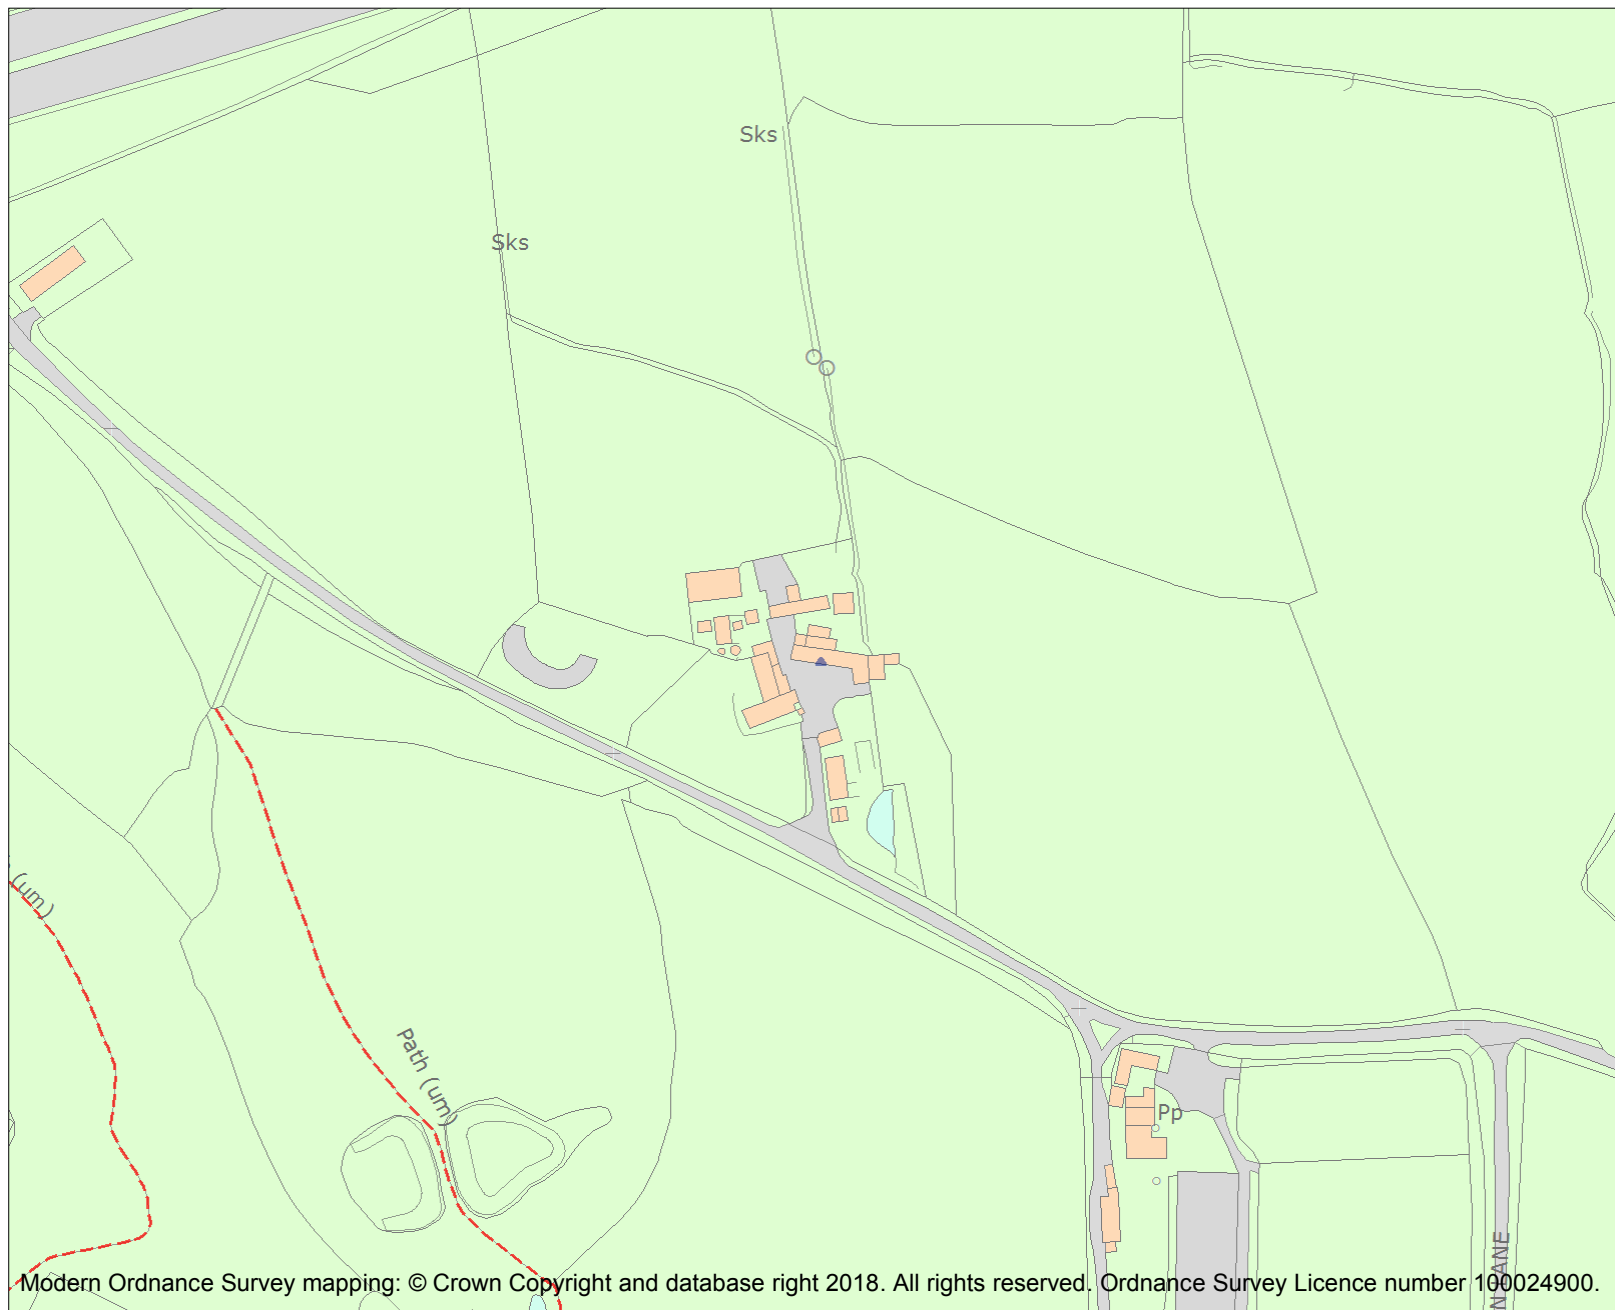 Sks
Sks
(um)
Path (um)
Pp
LANE
Modern Ordnance Survey mapping: © Crown Copyright and database right 2018. All rights reserved. Ordnance Survey Licence number 100024900.